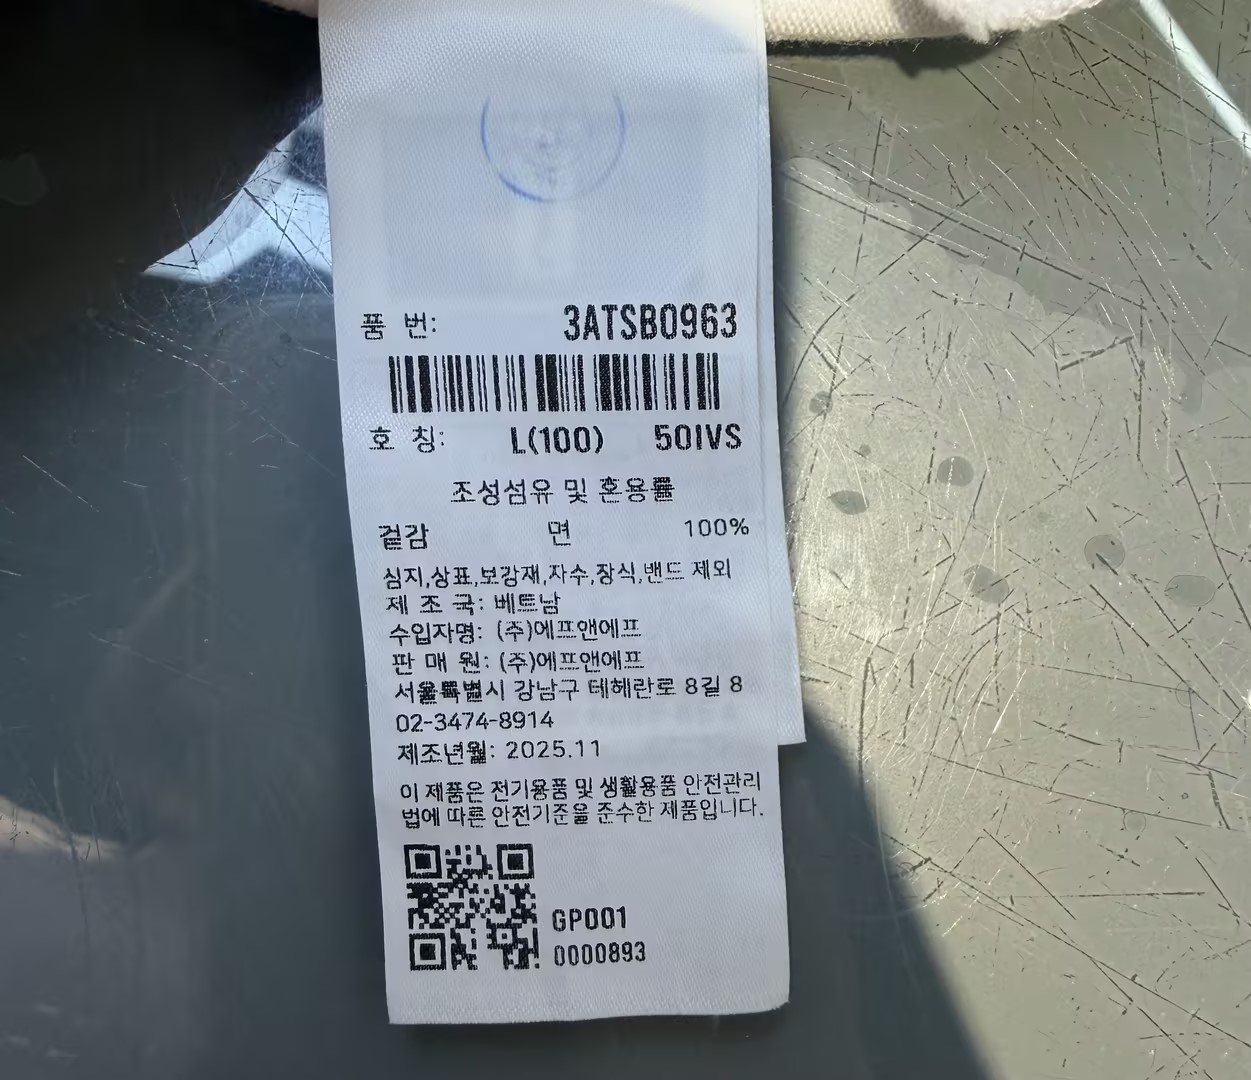 품 번: 3ATSB0963
호 칭: L(100) 50IVS
조성섬유 및 혼용률
겉감 면 100%
심지,상표,보강재,자수,장식,밴드 제외
제 조 국: 베트남
수입자명: (주)에프앤에프
판 매 원: (주)에프앤에프
서울특별시 강남구 테헤란로 8길 8
02-3474-8914
제조년월: 2025.11
이 제품은 전기용품 및 생활용품 안전관리
법에 따른 안전기준을 준수한 제품입니다.
GP001
0000893